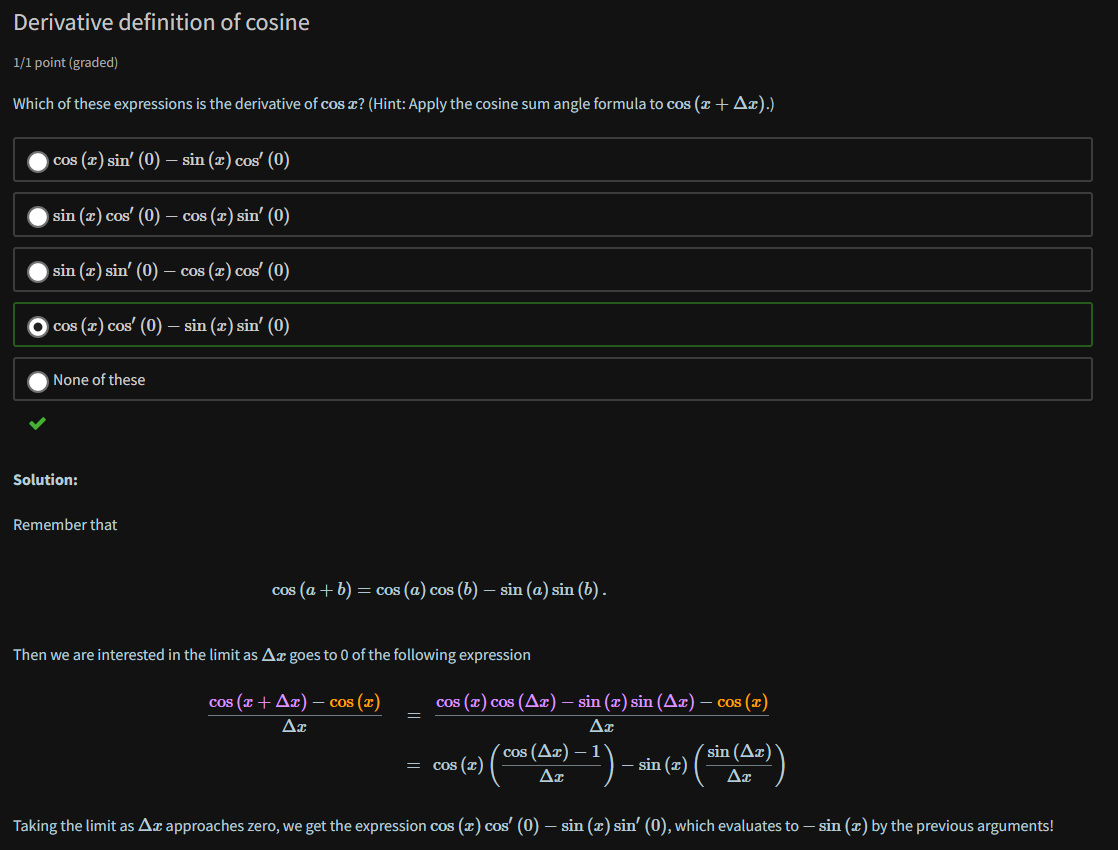 Derivative definition of cosine
1/1 point (graded)
Which of these expressions is the derivative of cos x? (Hint: Apply the cosine sum angle formula to cos (x + Δx).)
cos (x) sin′ (0) − sin (x) cos′ (0)
sin (x) cos′ (0) − cos (x) sin′ (0)
sin (x) sin′ (0) − cos (x) cos′ (0)
cos (x) cos′ (0) − sin (x) sin′ (0)
None of these
Solution:
Remember that
cos (a + b) = cos (a) cos (b) − sin (a) sin (b) .
Then we are interested in the limit as Δx goes to 0 of the following expression
cos (x + Δx) − cos (x) / Δx = cos (x) cos (Δx) − sin (x) sin (Δx) − cos (x) / Δx
= cos (x) (cos (Δx) − 1 / Δx) − sin (x) (sin (Δx) / Δx)
Taking the limit as Δx approaches zero, we get the expression cos (x) cos′ (0) − sin (x) sin′ (0), which evaluates to − sin (x) by the previous arguments!